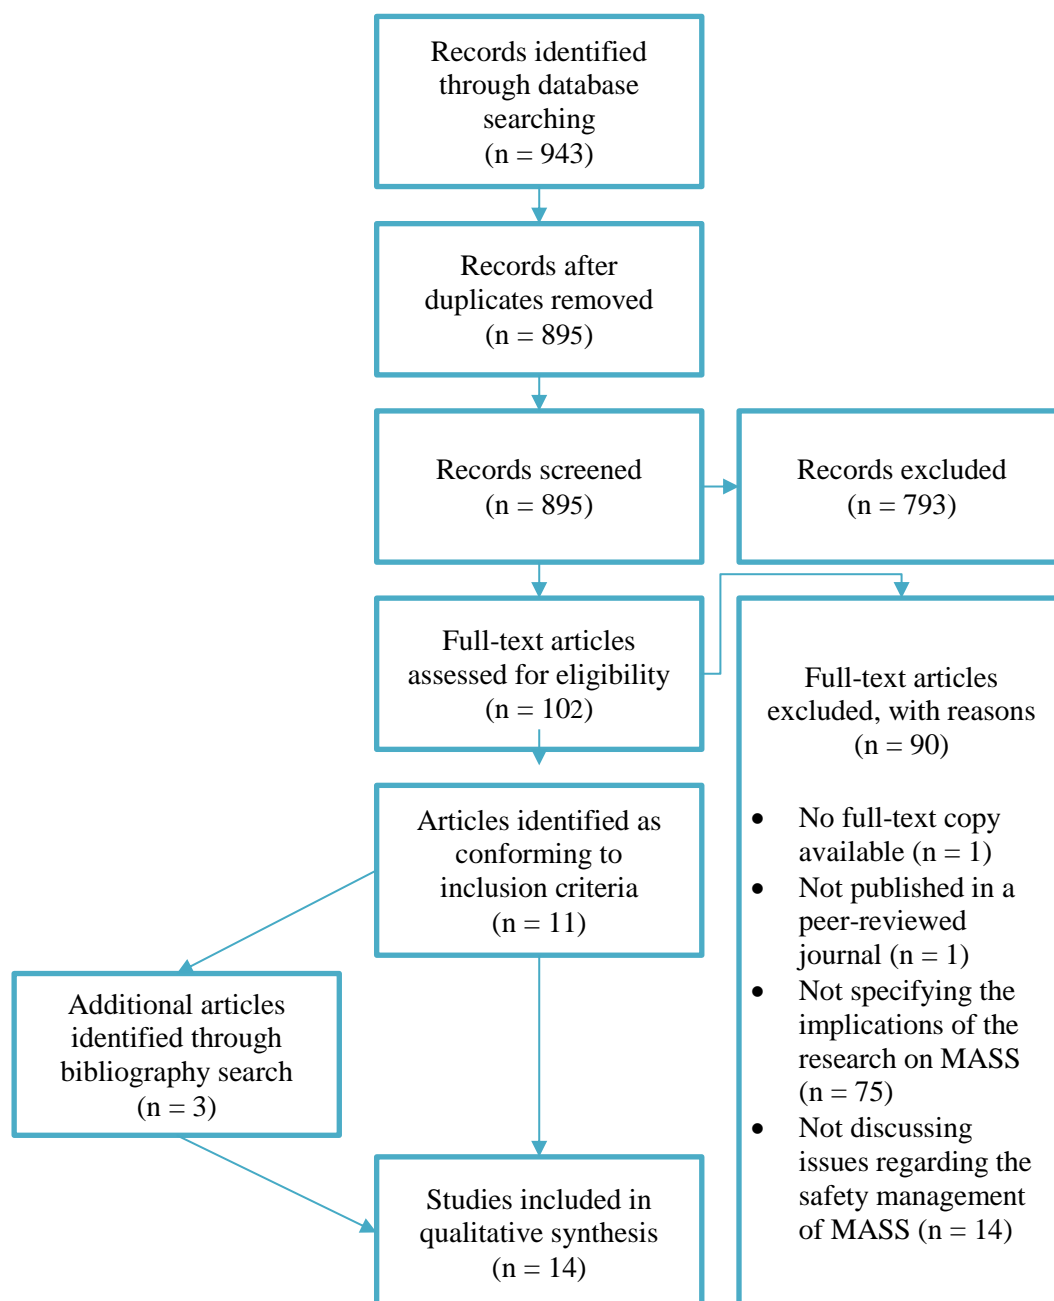 Records identified
through database
searching
(n = 943)
Records after
duplicates removed
(n = 895)
Records screened
(n = 895)
Records excluded
(n = 793)
Full-text articles
assessed for eligibility
(n = 102)
Full-text articles
excluded, with reasons
(n = 90)
• No full-text copy
available (n = 1)
• Not published in a
peer-reviewed
journal (n = 1)
• Not specifying the
implications of the
research on MASS
(n = 75)
• Not discussing
issues regarding the
safety management
of MASS (n = 14)
Articles identified as
conforming to
inclusion criteria
(n = 11)
Additional articles
identified through
bibliography search
(n = 3)
Studies included in
qualitative synthesis
(n = 14)